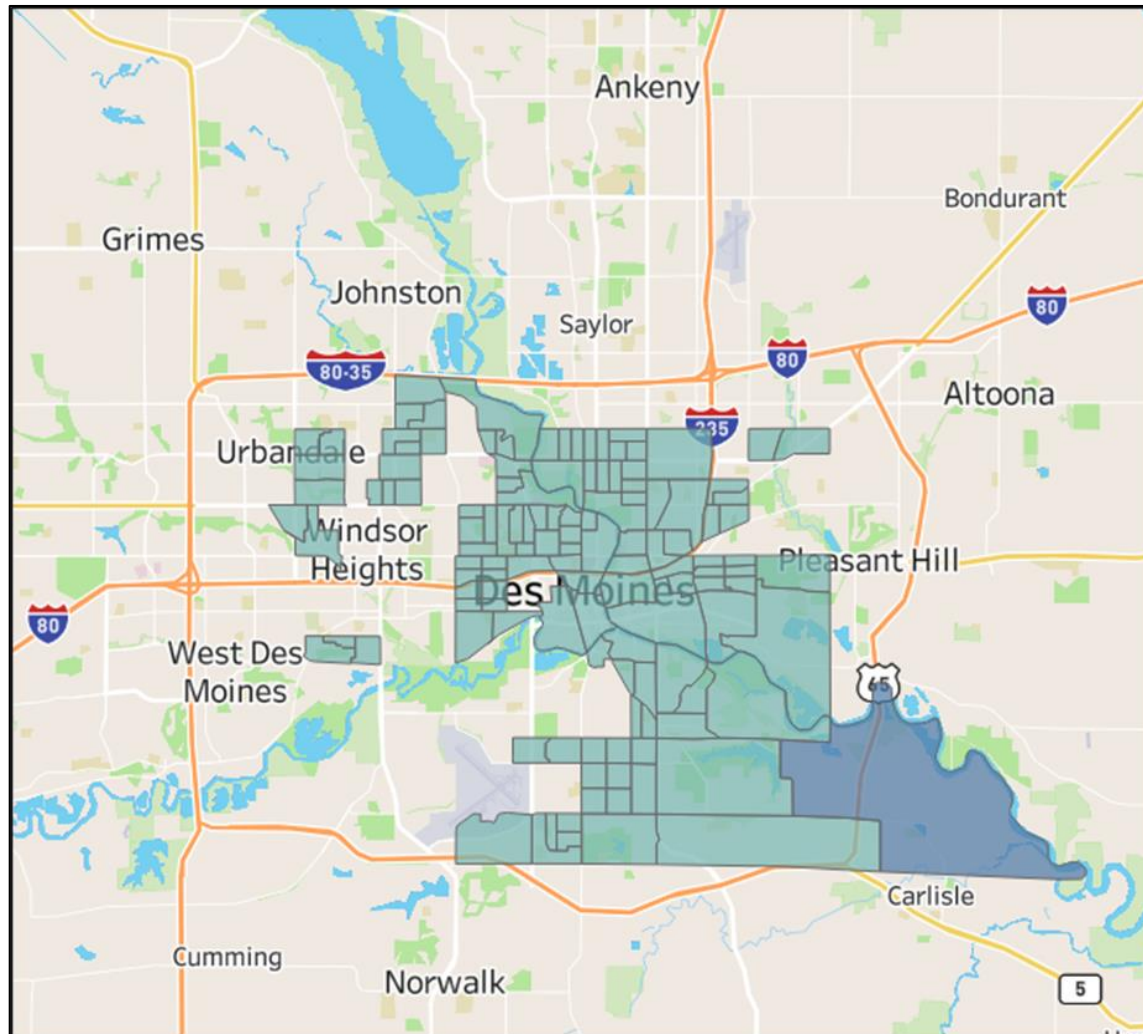 Ankeny
Bondurant
Grimes
Johnston
80
Saylor
80
80-35
Altoona
235
Urbandale
Windsor
Heights
Pleasant Hill
Des Moines
80
West Des
Moines
65
Carlisle
Cumming
Norwalk
5